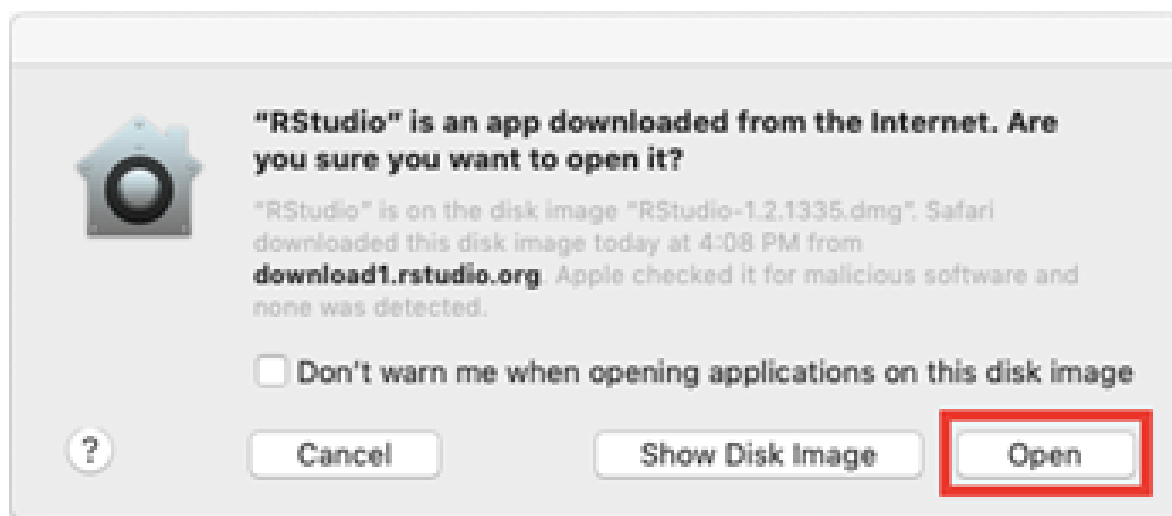 “RStudio” is an app downloaded from the Internet. Are
you sure you want to open it?
“RStudio” is on the disk image “RStudio-1.2.1335.dmg”. Safari
downloaded this disk image today at 4:08 PM from
download1.rstudio.org. Apple checked it for malicious software and
none was detected.
Don't warn me when opening applications on this disk image
? Cancel Show Disk Image Open